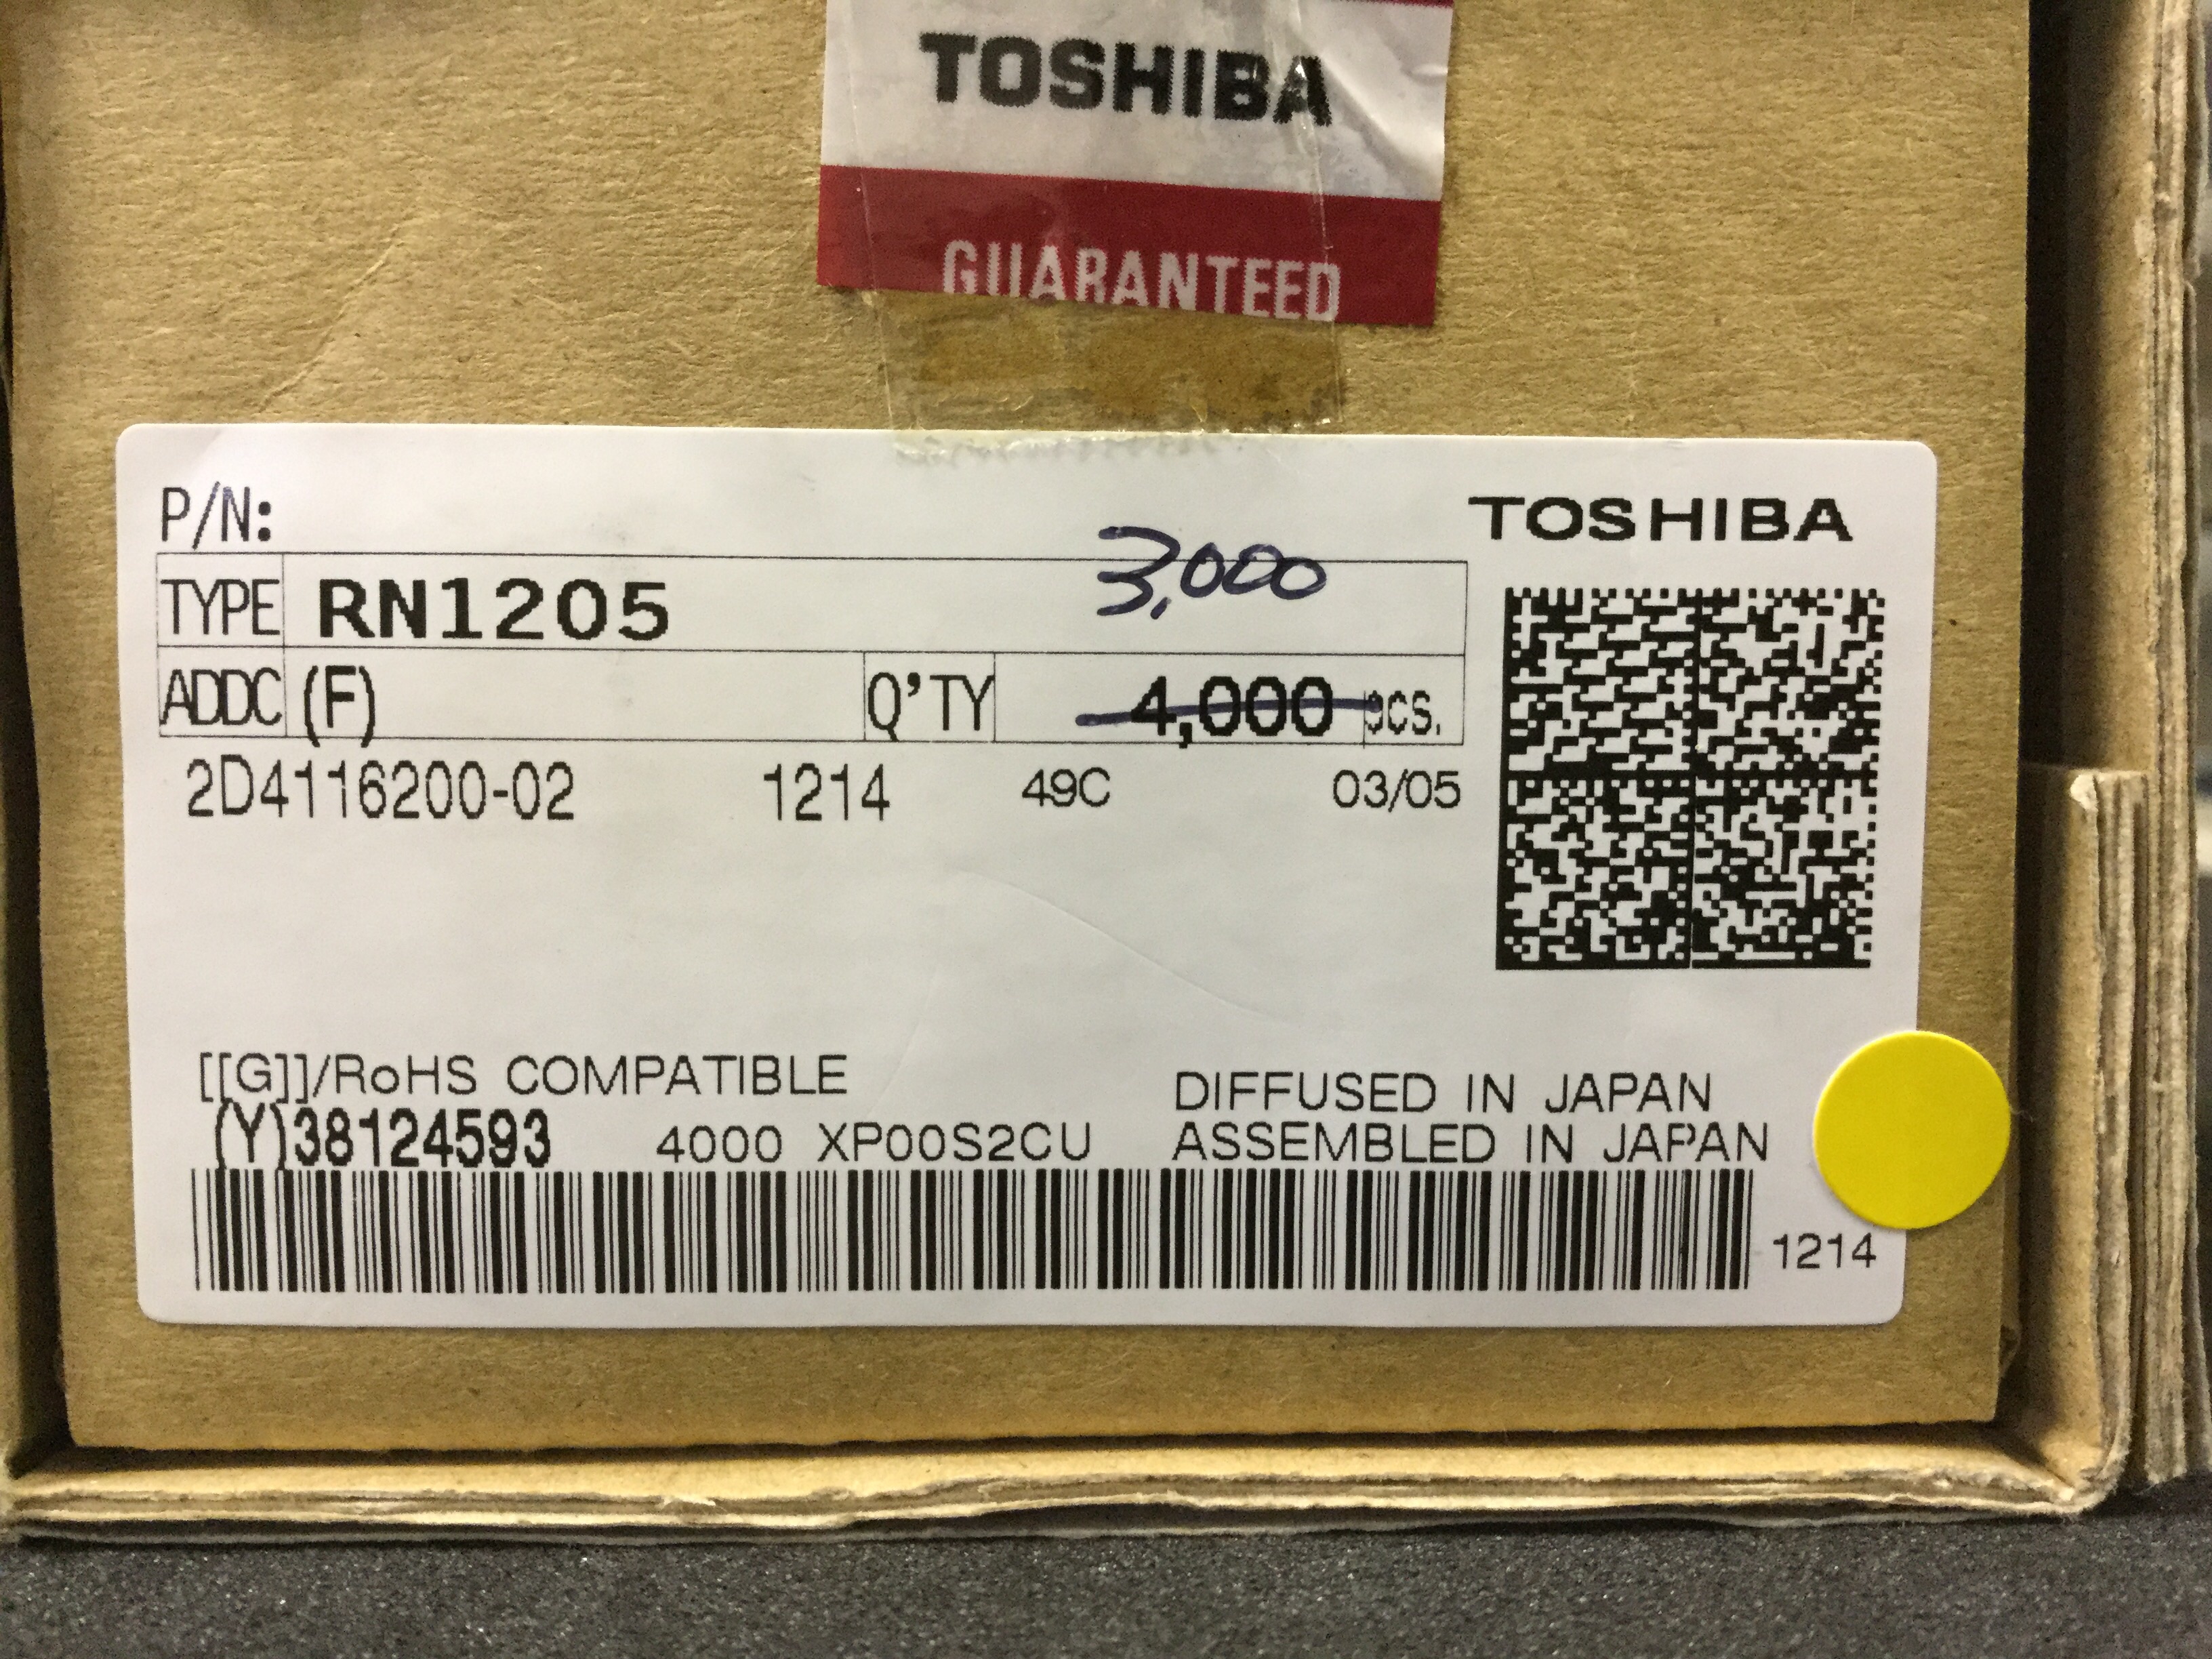 TOSHIBA
GUARANTEED
P/N:
TOSHIBA
3,000
TYPE RN1205
ADDC (F) Q'TY 4,000 pcs.
2D4116200-02 1214 49C 03/05
[[G]]/RoHS COMPATIBLE DIFFUSED IN JAPAN
(Y)38124593 4000 XP00S2CU ASSEMBLED IN JAPAN
1214